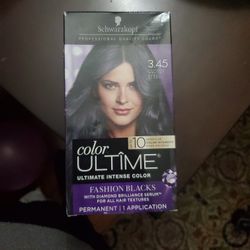 Schwarzkopf
PROFESSIONAL QUALITY COLOR
3.45
10
color
ULTÎME
ULTIMATE INTENSE COLOR
FASHION BLACKS
WITH DIAMOND BRILLIANCE SERUM
FOR ALL HAIR TEXTURES
PERMANENT | 1 APPLICATION